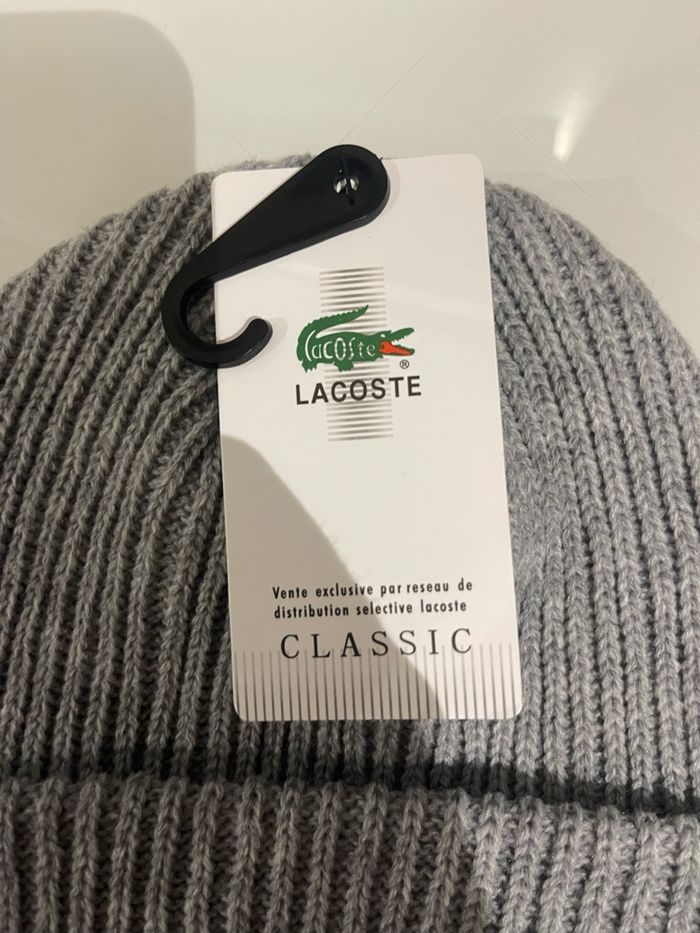 Lacoste
®
LACOSTE
Vente exclusive par reseau de
distribution selective lacoste
CLASSIC